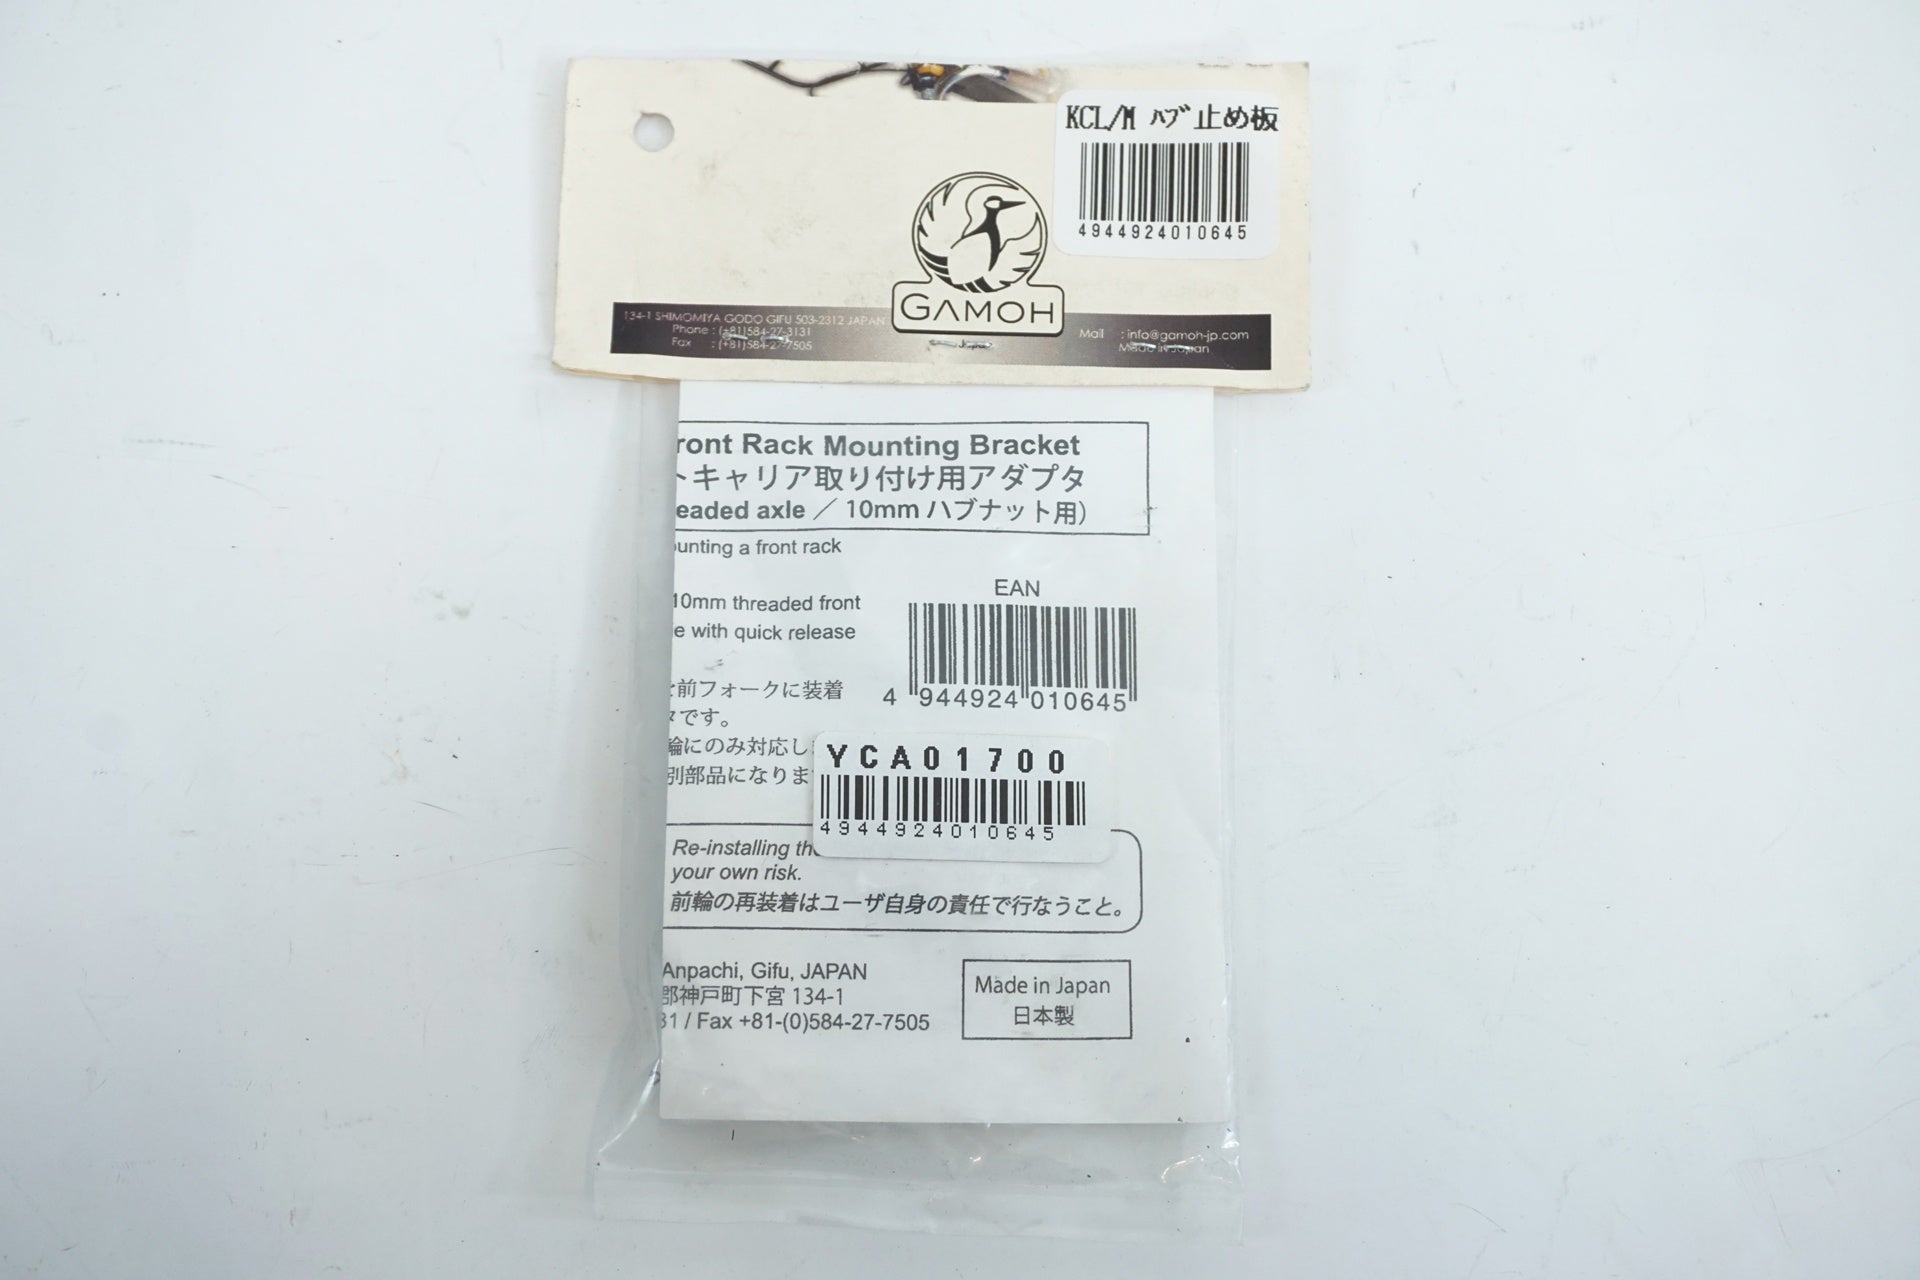 KCL/M ﾊﾌﾞ止め板
4944924010645
GAMOH
134-1 SHIMOMIYA GODO GIFU 503-2312 JAPAN
Phone : (+81)584-27-3131
Fax : (+81)584-27-7505
Mail : info@gamoh-jp.com
Made in Japan
ront Rack Mounting Bracket
トキャリア取り付け用アダプタ
eaded axle ／ 10mm ハブナット用）
ounting a front rack
10mm threaded front
e with quick release
EAN
4 944924 010645
を前フォークに装着
タです。
輪にのみ対応し
別部品になりま
YCA01700
4944924010645
Re-installing the
your own risk.
前輪の再装着はユーザ自身の責任で行なうこと。
Anpachi, Gifu, JAPAN
郡神戸町下宮 134-1
31 / Fax +81-(0)584-27-7505
Made in Japan
日本製